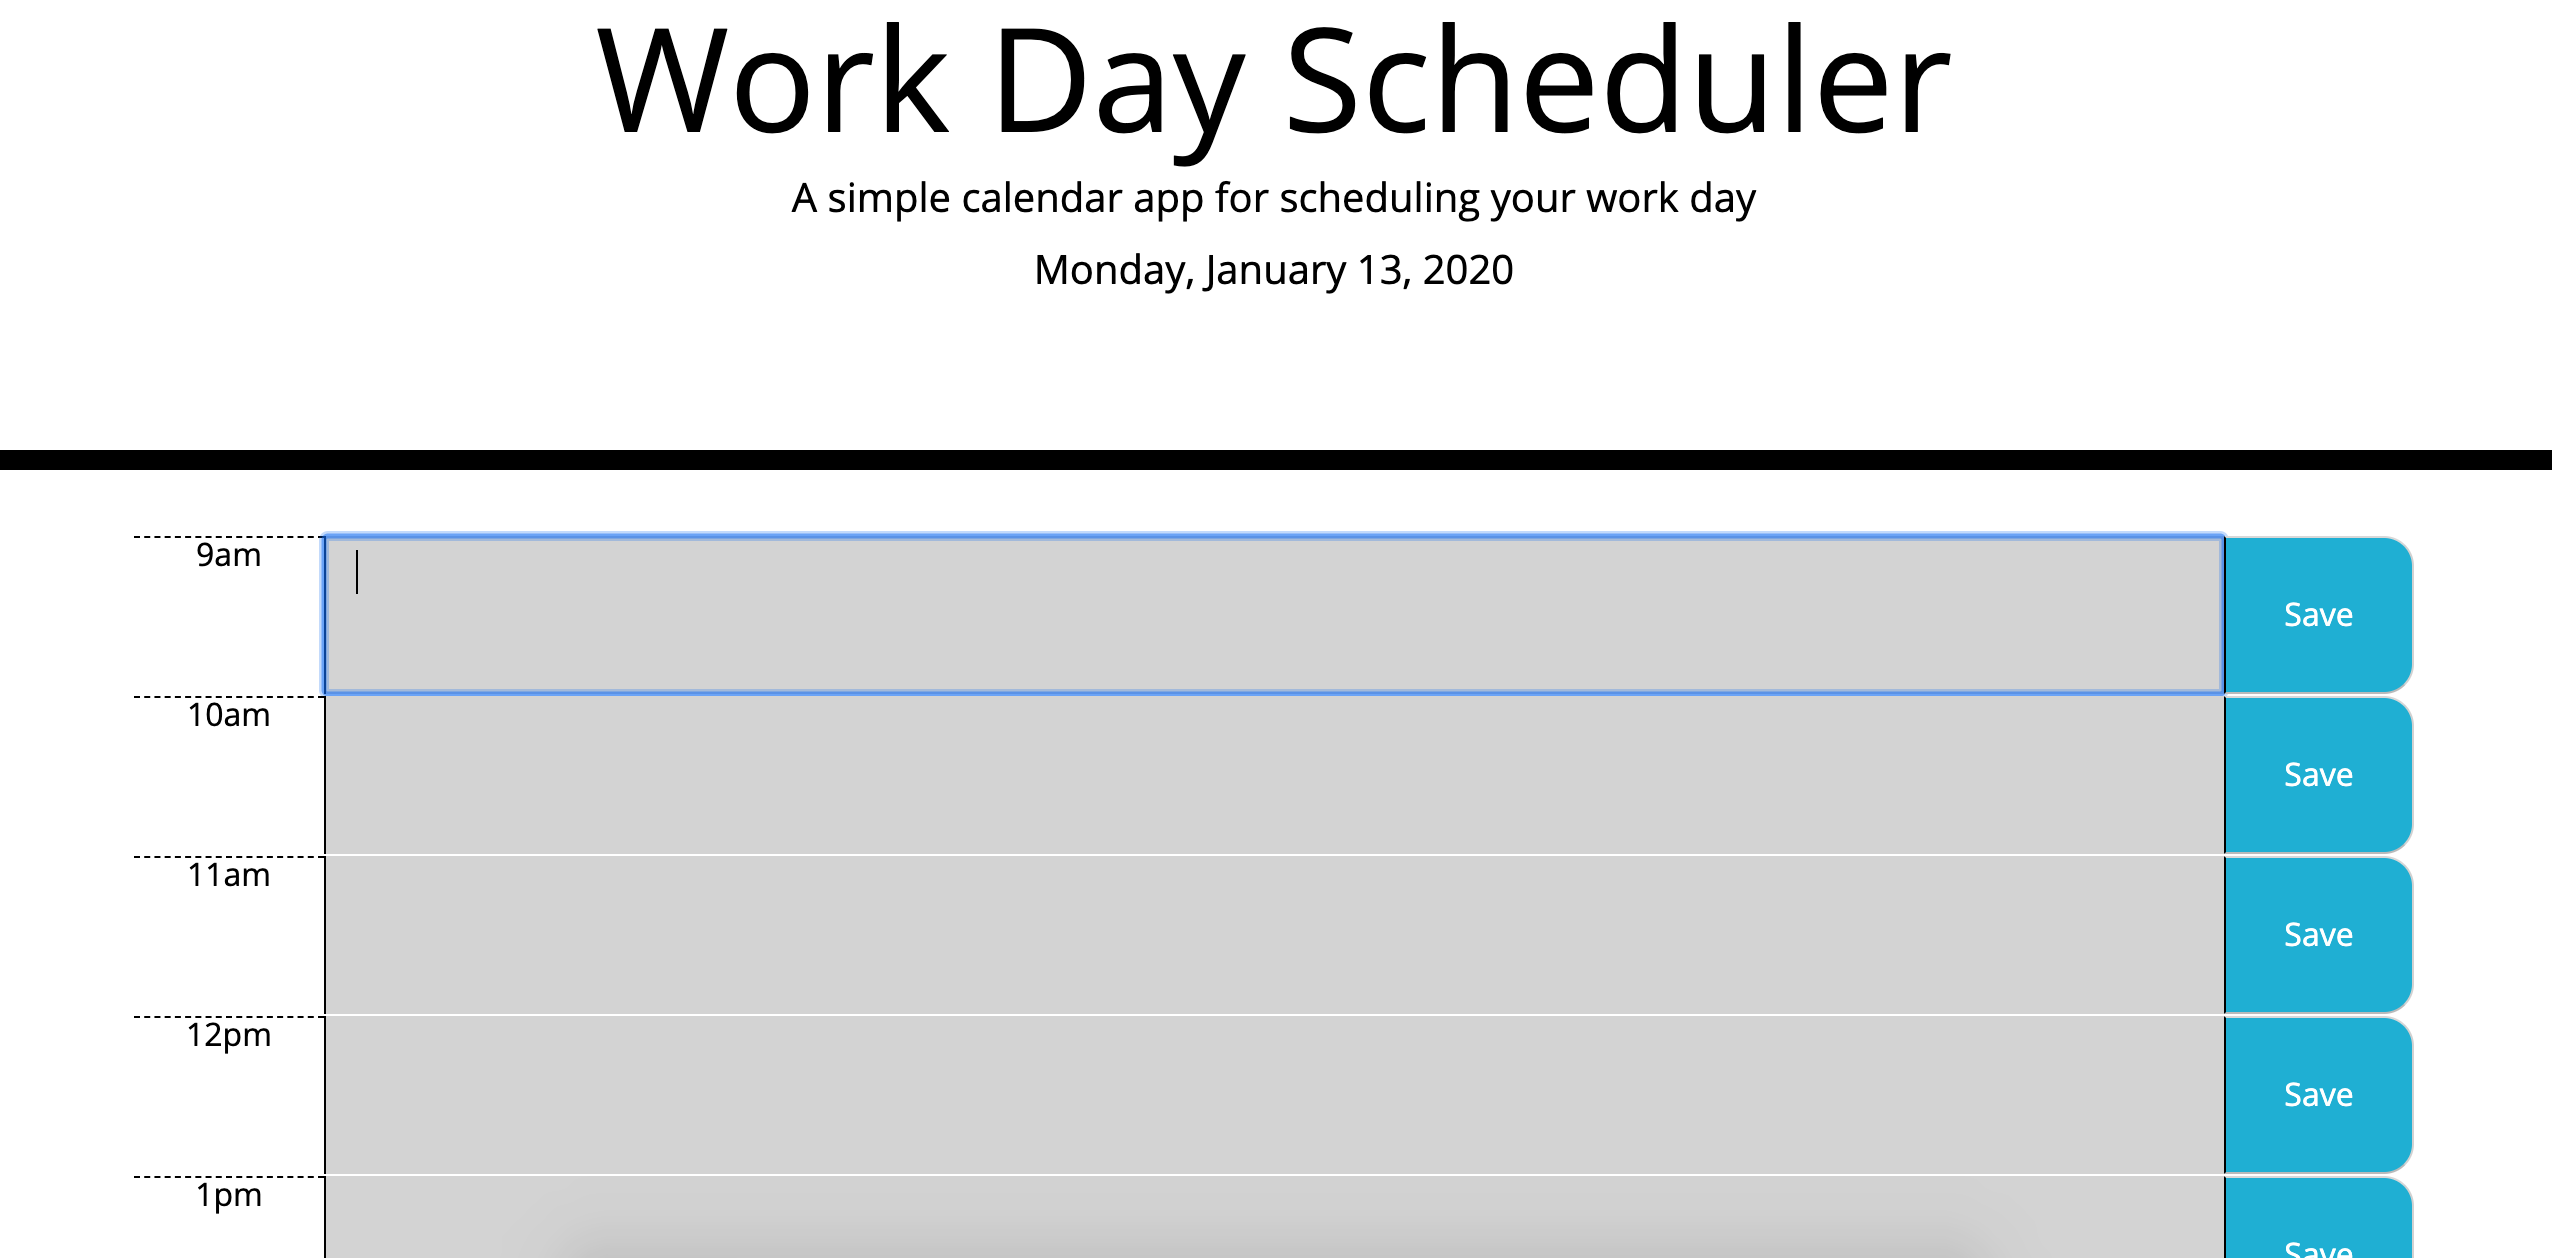 Work Day Scheduler
A simple calendar app for scheduling your work day
Monday, January 13, 2020
9am
Save
10am
Save
11am
Save
12pm
Save
1pm
Save